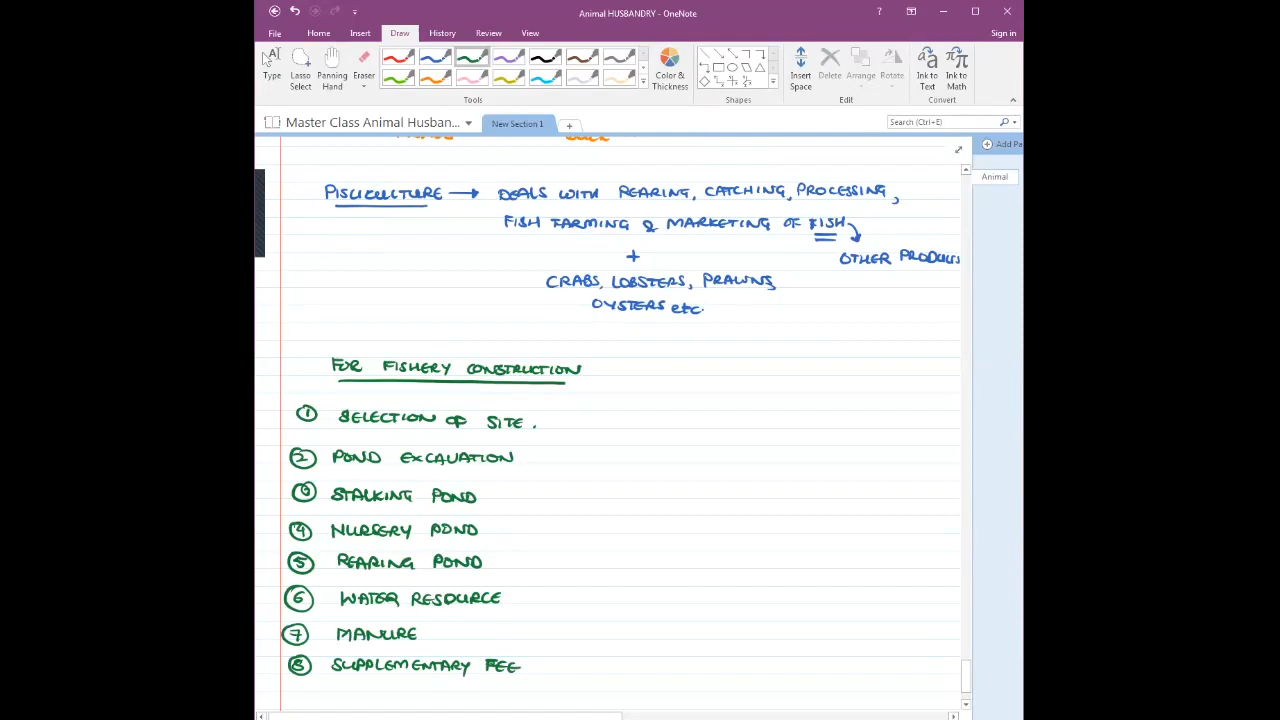 Animal HUSBANDRY - OneNote
?
File Home Insert Draw History Review View Sign in
Type Lasso Select Panning Hand Eraser Color & Thickness Insert Space Delete Arrange Rotate Ink to Text Ink to Math
Tools Shapes Edit Convert
Master Class Animal Husban... New Section 1 + Search (Ctrl+E)
Add Pa
Animal
PISLICULTURE → DEALS WITH REARING, CATCHING, PROCESSING,
FISH FARMING & MARKETING OF FISH
OTHER PRODUCTS
+
CRABS, LOBSTERS, PRAWNS,
OYSTERS etc.
FOR FISHERY CONSTRUCTION
① SELECTION OF SITE.
② POND EXCAVATION
③ STALKING POND
④ NURSERY POND
⑤ REARING POND
⑥ WATER RESOURCE
⑦ MANURE
⑧ SUPPLEMENTARY FEE